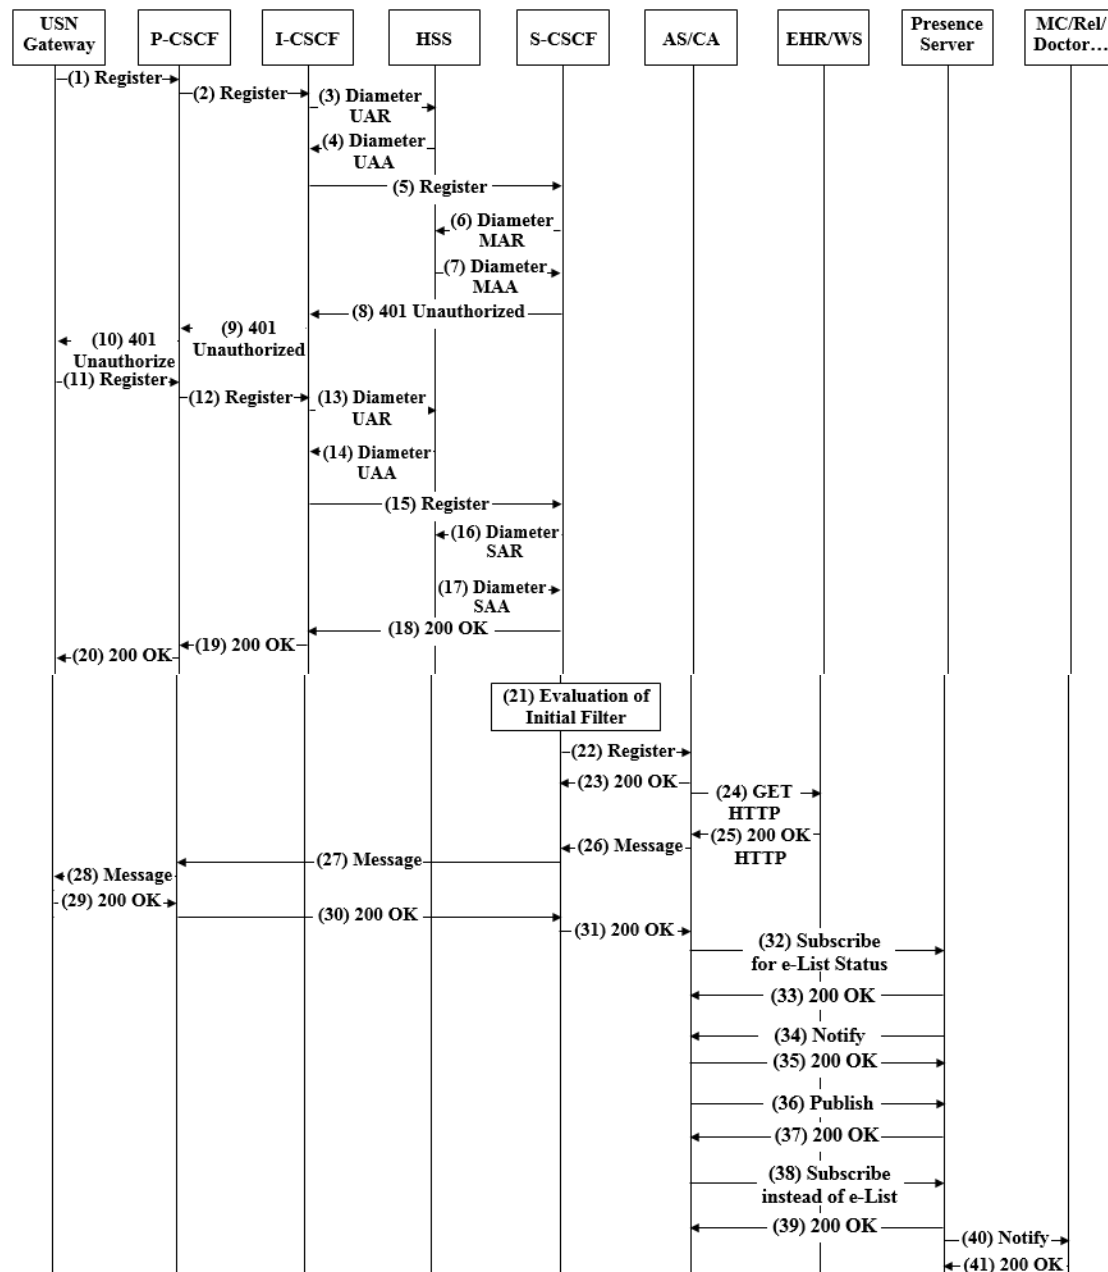 USN
Gateway
P-CSCF
I-CSCF
HSS
S-CSCF
AS/CA
EHR/WS
Presence
Server
MC/Rel/
Doctor...
(1) Register
(2) Register
(3) Diameter
UAR
(4) Diameter
UAA
(5) Register
(6) Diameter
MAR
(7) Diameter
MAA
(8) 401 Unauthorized
(9) 401
Unauthorized
(10) 401
Unauthorize
(11) Register
(12) Register
(13) Diameter
UAR
(14) Diameter
UAA
(15) Register
(16) Diameter
SAR
(17) Diameter
SAA
(18) 200 OK
(19) 200 OK
(20) 200 OK
(21) Evaluation of
Initial Filter
(22) Register
(23) 200 OK
(24) GET
HTTP
(25) 200 OK
HTTP
(26) Message
(27) Message
(28) Message
(29) 200 OK
(30) 200 OK
(31) 200 OK
(32) Subscribe
for e-List Status
(33) 200 OK
(34) Notify
(35) 200 OK
(36) Publish
(37) 200 OK
(38) Subscribe
instead of e-List
(39) 200 OK
(40) Notify
(41) 200 OK